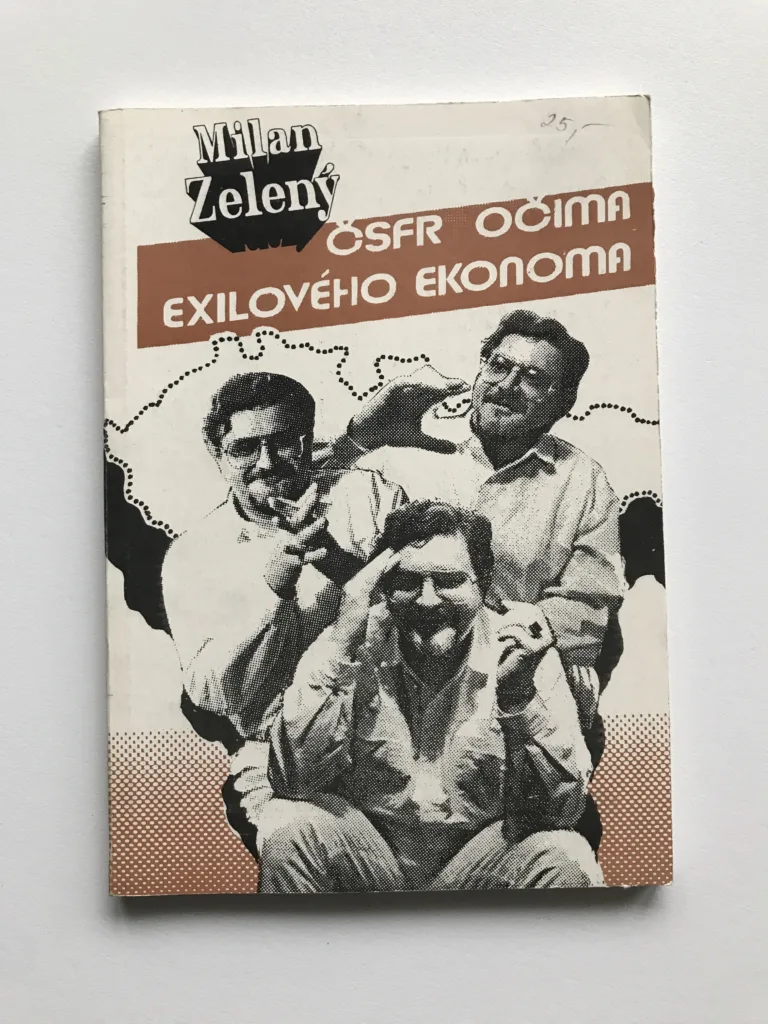 25,-
Milan
Zelený
ČSFR OČIMA
EXILOVÉHO EKONOMA